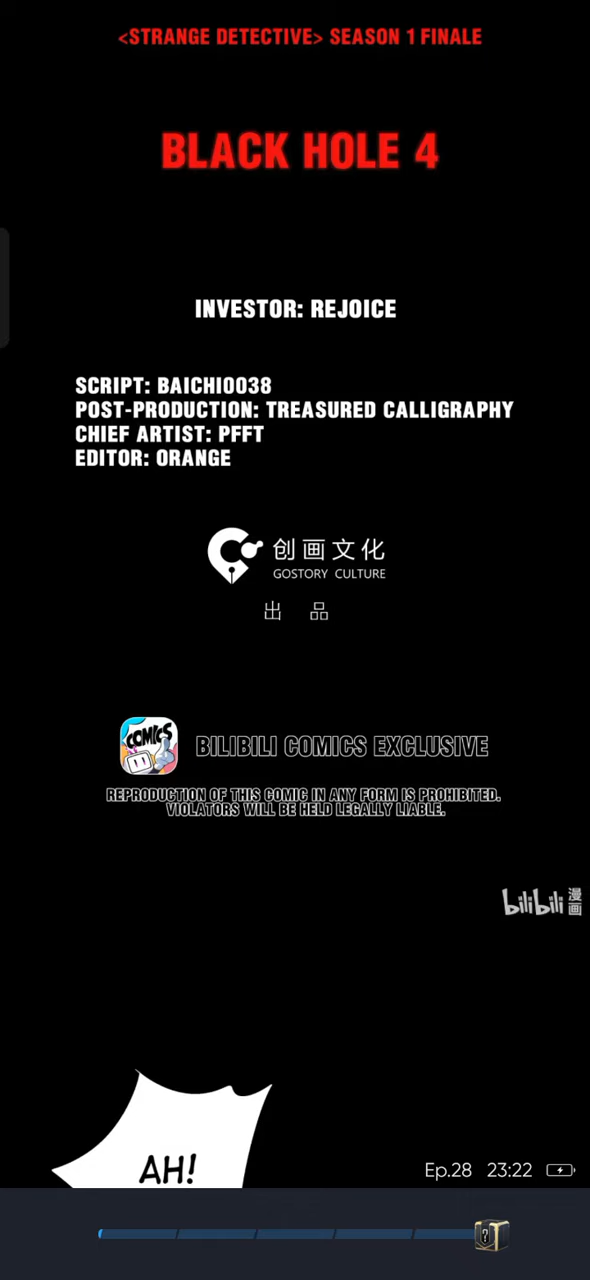 <STRANGE DETECTIVE> SEASON 1 FINALE
BLACK HOLE 4
INVESTOR: REJOICE
SCRIPT: BAICHI0038
POST-PRODUCTION: TREASURED CALLIGRAPHY
CHIEF ARTIST: PFFT
EDITOR: ORANGE
创画文化
GOSTORY CULTURE
出 品
COMICS
BILIBILI COMICS EXCLUSIVE
REPRODUCTION OF THIS COMIC IN ANY FORM IS PROHIBITED.
VIOLATORS WILL BE HELD LEGALLY LIABLE.
bilibili 漫画
AH!
Ep.28 23:22
?